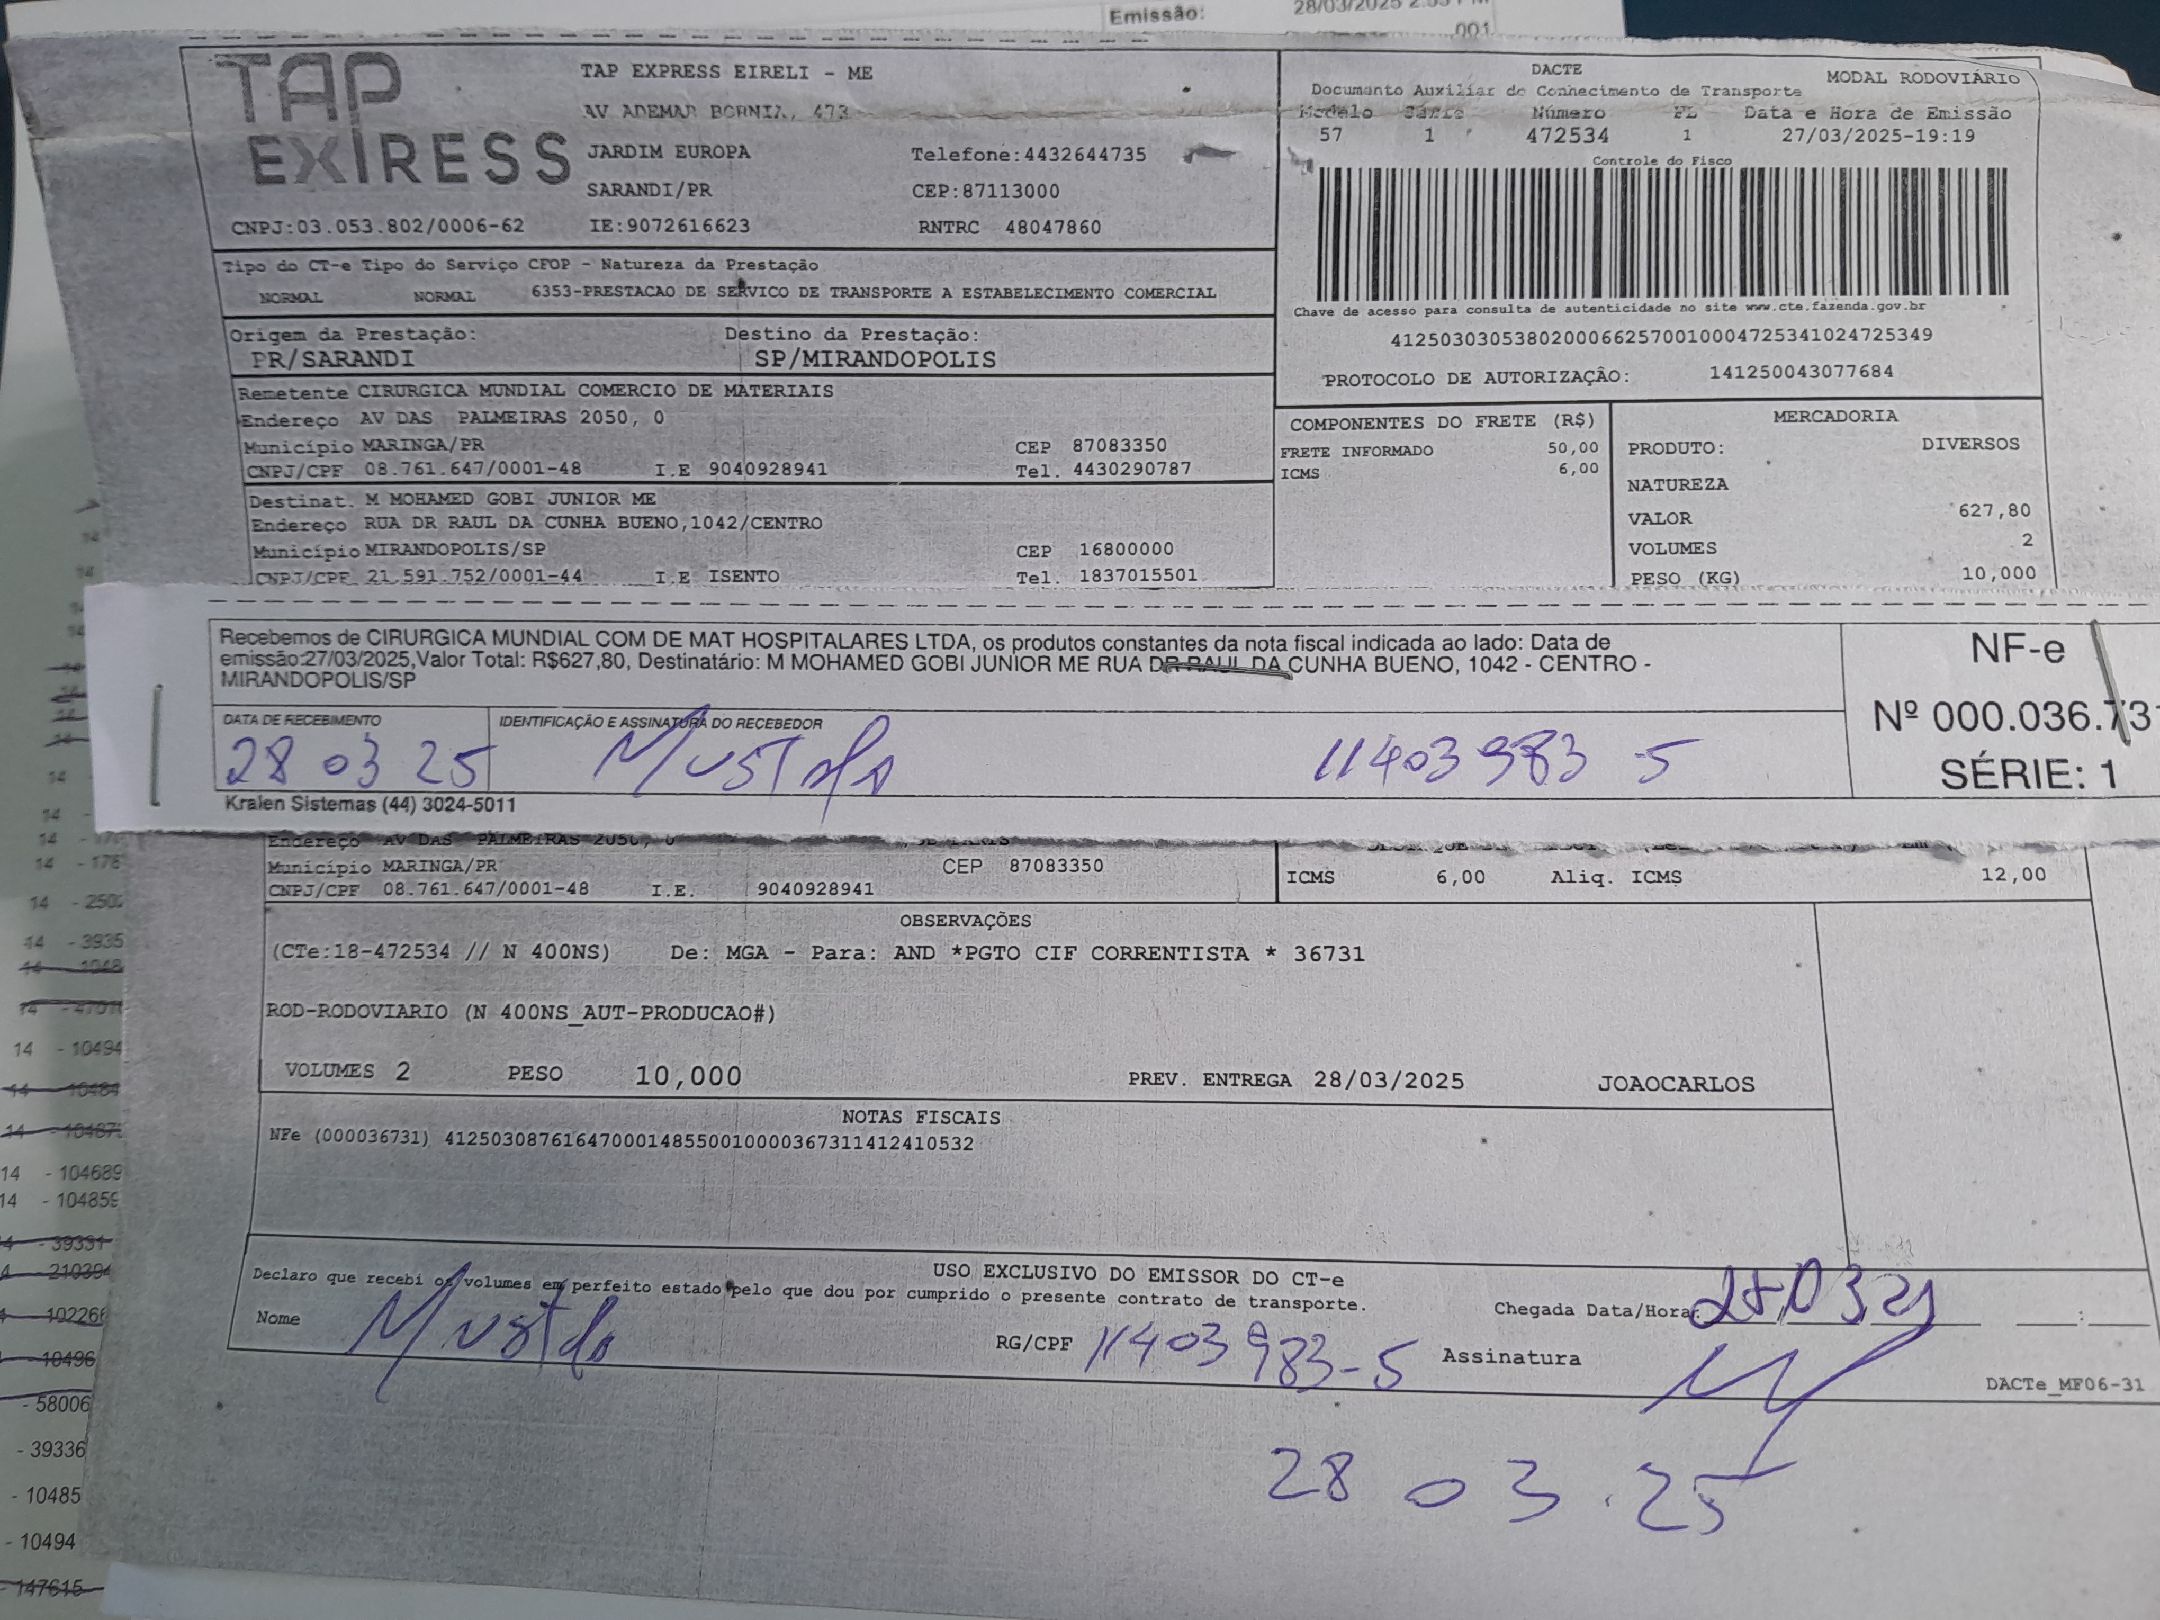 Emissão:
001
TAP
EXIRESS
TAP EXPRESS EIRELI - ME
AV ADEMAR BORNIA, 473
JARDIM EUROPA
Telefone:4432644735
SARANDI/PR
CEP:87113000
CNPJ:03.053.802/0006-62
IE:9072616623
RNTRC 48047860
DACTE
MODAL RODOVIÁRIO
Documento Auxiliar do Conhecimento de Transporte
Modelo Série Número FL Data e Hora de Emissão
57 1 472534 1 27/03/2025-19:19
Controle do Fisco
Chave de acesso para consulta de autenticidade no site www.cte.fazenda.gov.br
41250303053802000662570010004725341024725349
PROTOCOLO DE AUTORIZAÇÃO: 141250043077684
Tipo do CT-e Tipo do Serviço CFOP - Natureza da Prestação
NORMAL NORMAL 6353-PRESTACAO DE SERVICO DE TRANSPORTE A ESTABELECIMENTO COMERCIAL
Origem da Prestação: Destino da Prestação:
PR/SARANDI SP/MIRANDOPOLIS
Remetente CIRURGICA MUNDIAL COMERCIO DE MATERIAIS
Endereço AV DAS PALMEIRAS 2050, 0
Município MARINGA/PR CEP 87083350
CNPJ/CPF 08.761.647/0001-48 I.E 9040928941 Tel. 4430290787
Destinat. M MOHAMED GOBI JUNIOR ME
Endereço RUA DR RAUL DA CUNHA BUENO,1042/CENTRO
Município MIRANDOPOLIS/SP CEP 16800000
CNPJ/CPF 21.591.752/0001-44 I.E ISENTO Tel. 1837015501
COMPONENTES DO FRETE (R$)
FRETE INFORMADO 50,00
ICMS 6,00
MERCADORIA
PRODUTO: DIVERSOS
NATUREZA
VALOR 627,80
VOLUMES 2
PESO (KG) 10,000
Recebemos de CIRURGICA MUNDIAL COM DE MAT HOSPITALARES LTDA, os produtos constantes da nota fiscal indicada ao lado: Data de
emissão:27/03/2025,Valor Total: R$627,80, Destinatário: M MOHAMED GOBI JUNIOR ME RUA DR RAUL DA CUNHA BUENO, 1042 - CENTRO -
MIRANDOPOLIS/SP
DATA DE RECEBIMENTO
28 03 25
IDENTIFICAÇÃO E ASSINATURA DO RECEBEDOR
11403983-5
NF-e
Nº 000.036.73
SÉRIE: 1
Kralen Sistemas (44) 3024-5011
Endereço AV DAS PALMEIRAS 2050, 0
Município MARINGA/PR CEP 87083350
CNPJ/CPF 08.761.647/0001-48 I.E. 9040928941
ICMS 6,00 Aliq. ICMS 12,00
OBSERVAÇÕES
(CTe:18-472534 // N 400NS) De: MGA - Para: AND *PGTO CIF CORRENTISTA * 36731
ROD-RODOVIARIO (N 400NS_AUT-PRODUCAO#)
VOLUMES 2 PESO 10,000 PREV. ENTREGA 28/03/2025 JOAOCARLOS
NOTAS FISCAIS
NFe (000036731) 41250308761647000148550010000367311412410532
USO EXCLUSIVO DO EMISSOR DO CT-e
Declaro que recebi os volumes em perfeito estado pelo que dou por cumprido o presente contrato de transporte.
Nome
RG/CPF 11403983-5
Chegada Data/Hora:
Assinatura
DACTe_MF06-31
28 03 25
14 - 104689
14 - 104859
- 58006
- 39336
- 10485
- 10494
- 147615